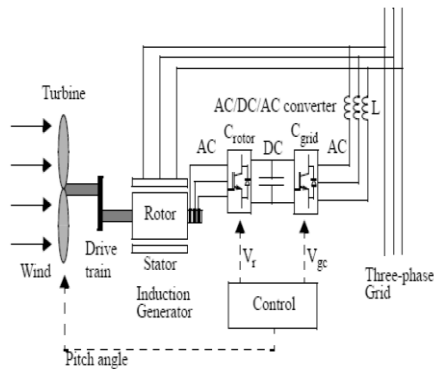 Turbine
AC/DC/AC converter
L
C rotor
C grid
AC
DC
AC
Rotor
Wind
Drive
train
Stator
Induction
Generator
V r
V gc
Control
Three-phase
Grid
Pitch angle